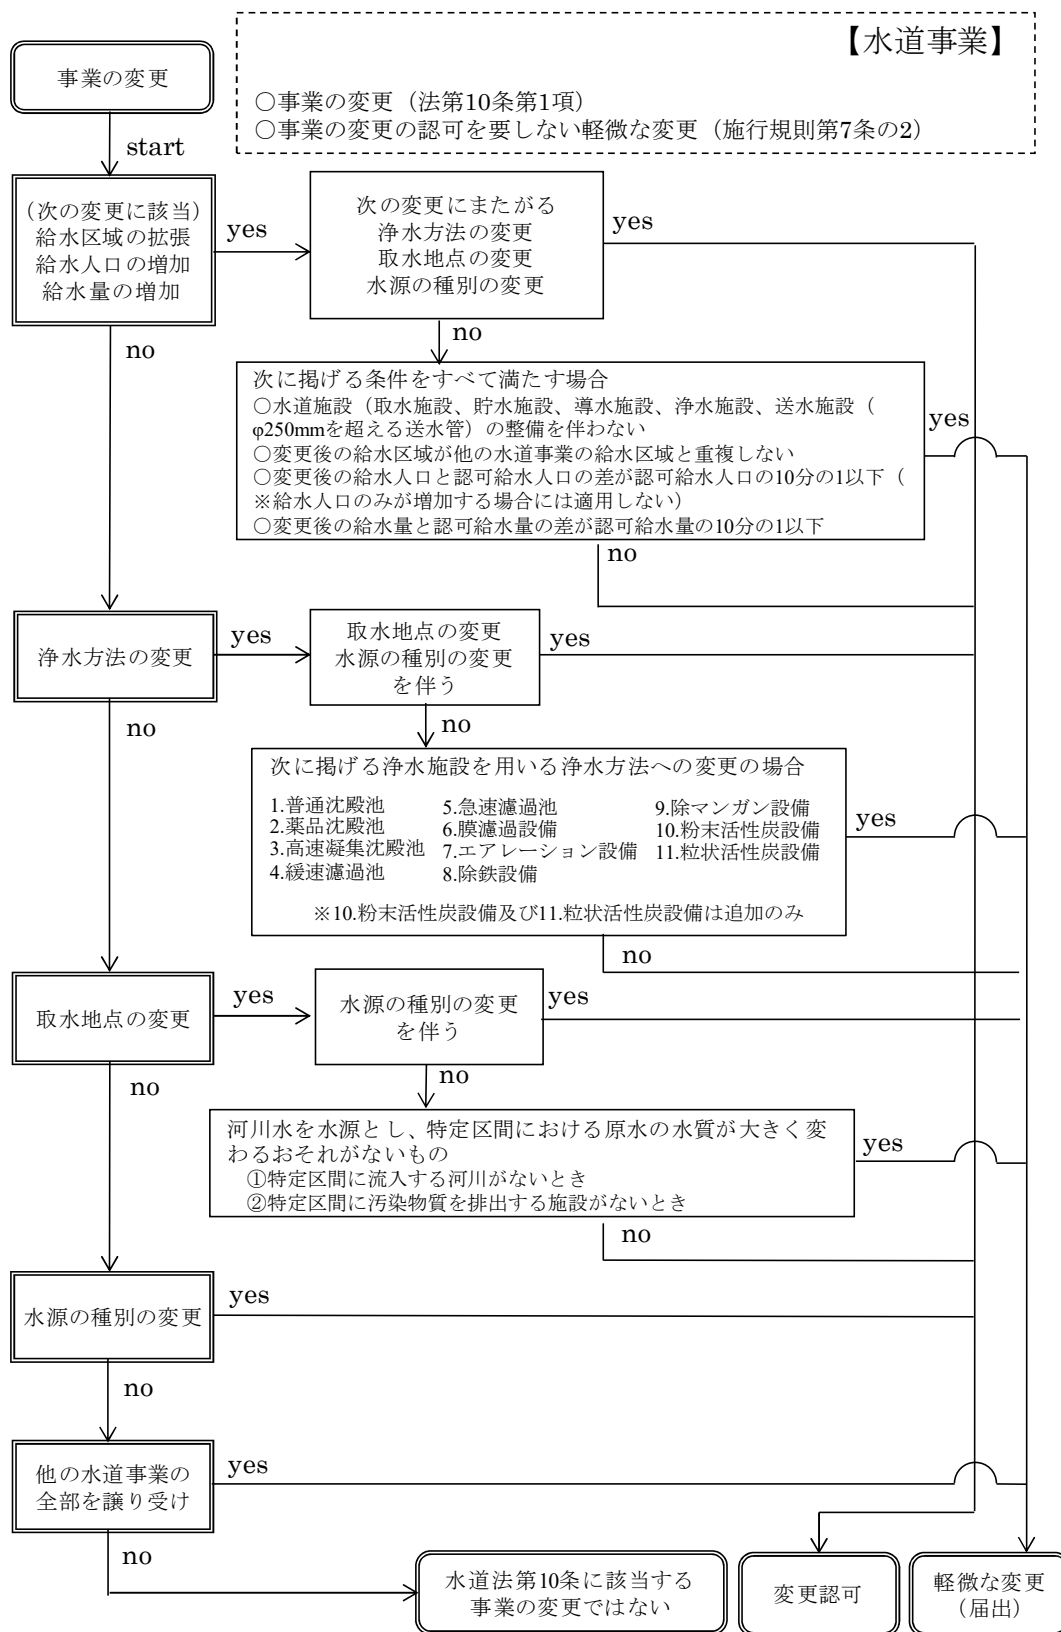 【水道事業】
○事業の変更（法第10条第1項）
○事業の変更の認可を要しない軽微な変更（施行規則第7条の2）
事業の変更
start
（次の変更に該当）
給水区域の拡張
給水人口の増加
給水量の増加
yes
次の変更にまたがる
浄水方法の変更
取水地点の変更
水源の種別の変更
yes
no
no
次に掲げる条件をすべて満たす場合
○水道施設（取水施設、貯水施設、導水施設、浄水施設、送水施設（
φ250mmを超える送水管）の整備を伴わない
○変更後の給水区域が他の水道事業の給水区域と重複しない
○変更後の給水人口と認可給水人口の差が認可給水人口の10分の1以下（
※給水人口のみが増加する場合には適用しない）
○変更後の給水量と認可給水量の差が認可給水量の10分の1以下
yes
no
浄水方法の変更
yes
取水地点の変更
水源の種別の変更
を伴う
yes
no
no
次に掲げる浄水施設を用いる浄水方法への変更の場合
1.普通沈殿池
2.薬品沈殿池
3.高速凝集沈殿池
4.緩速濾過池
5.急速濾過池
6.膜濾過設備
7.エアレーション設備
8.除鉄設備
9.除マンガン設備
10.粉末活性炭設備
11.粒状活性炭設備
※10.粉末活性炭設備及び11.粒状活性炭設備は追加のみ
yes
no
取水地点の変更
yes
水源の種別の変更
を伴う
yes
no
no
河川水を水源とし、特定区間における原水の水質が大きく変
わるおそれがないもの
①特定区間に流入する河川がないとき
②特定区間に汚染物質を排出する施設がないとき
yes
no
水源の種別の変更
yes
no
他の水道事業の
全部を譲り受け
yes
no
水道法第10条に該当する
事業の変更ではない
変更認可
軽微な変更
（届出）